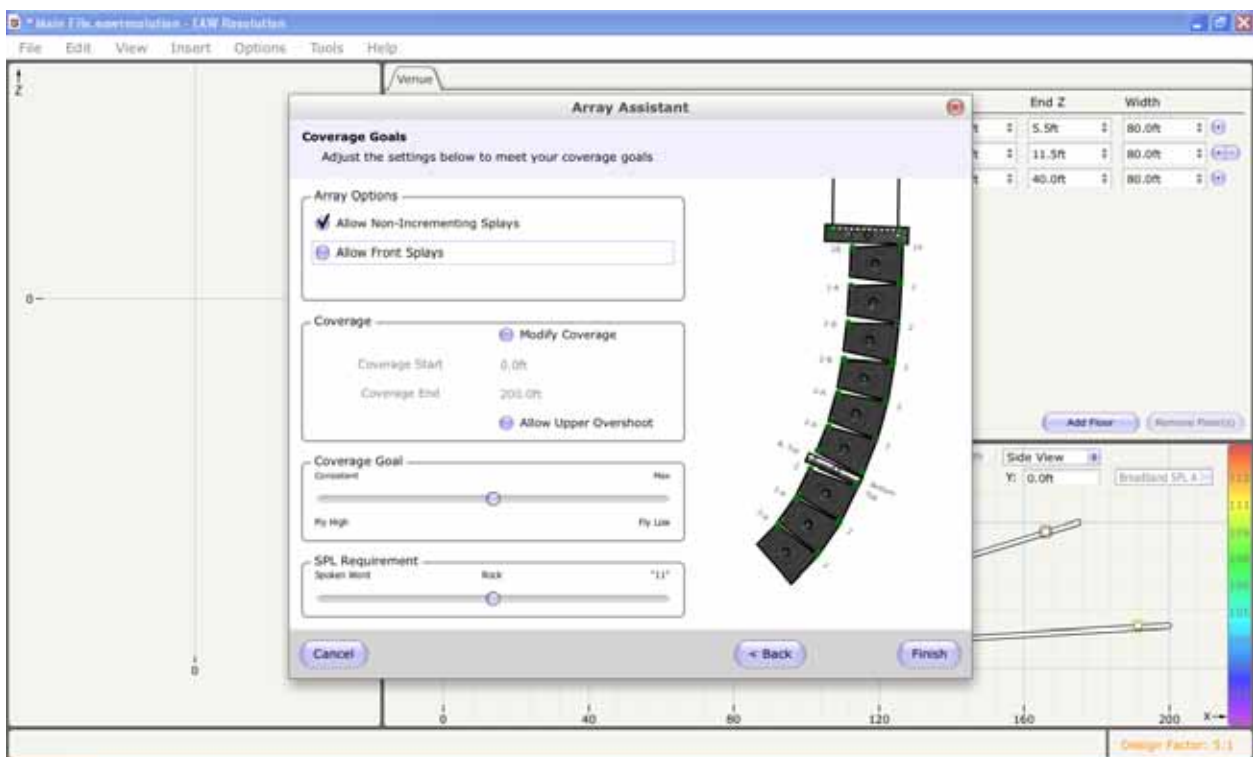 * Main File.eawresolution - EAW Resolution
File Edit View Insert Options Tools Help
Z
Venue
Array Assistant
End Z Width
Coverage Goals
Adjust the settings below to meet your coverage goals
5.5ft 80.0ft
11.5ft 80.0ft
40.0ft 80.0ft
Array Options
Allow Non-Incrementing Splays
Allow Front Splays
0
Coverage
Modify Coverage
Coverage Start 0.0ft
Coverage End 200.0ft
Allow Upper Overshoot
Add Floor
Coverage Goal
Consistent Max
Fly High Fly Low
Side View
Y: 0.0ft
SPL Requirement
Spoken Word Rock "11"
Cancel
< Back
Finish
0
0 40 80 120 160 200 X
Design Factor: 5:1